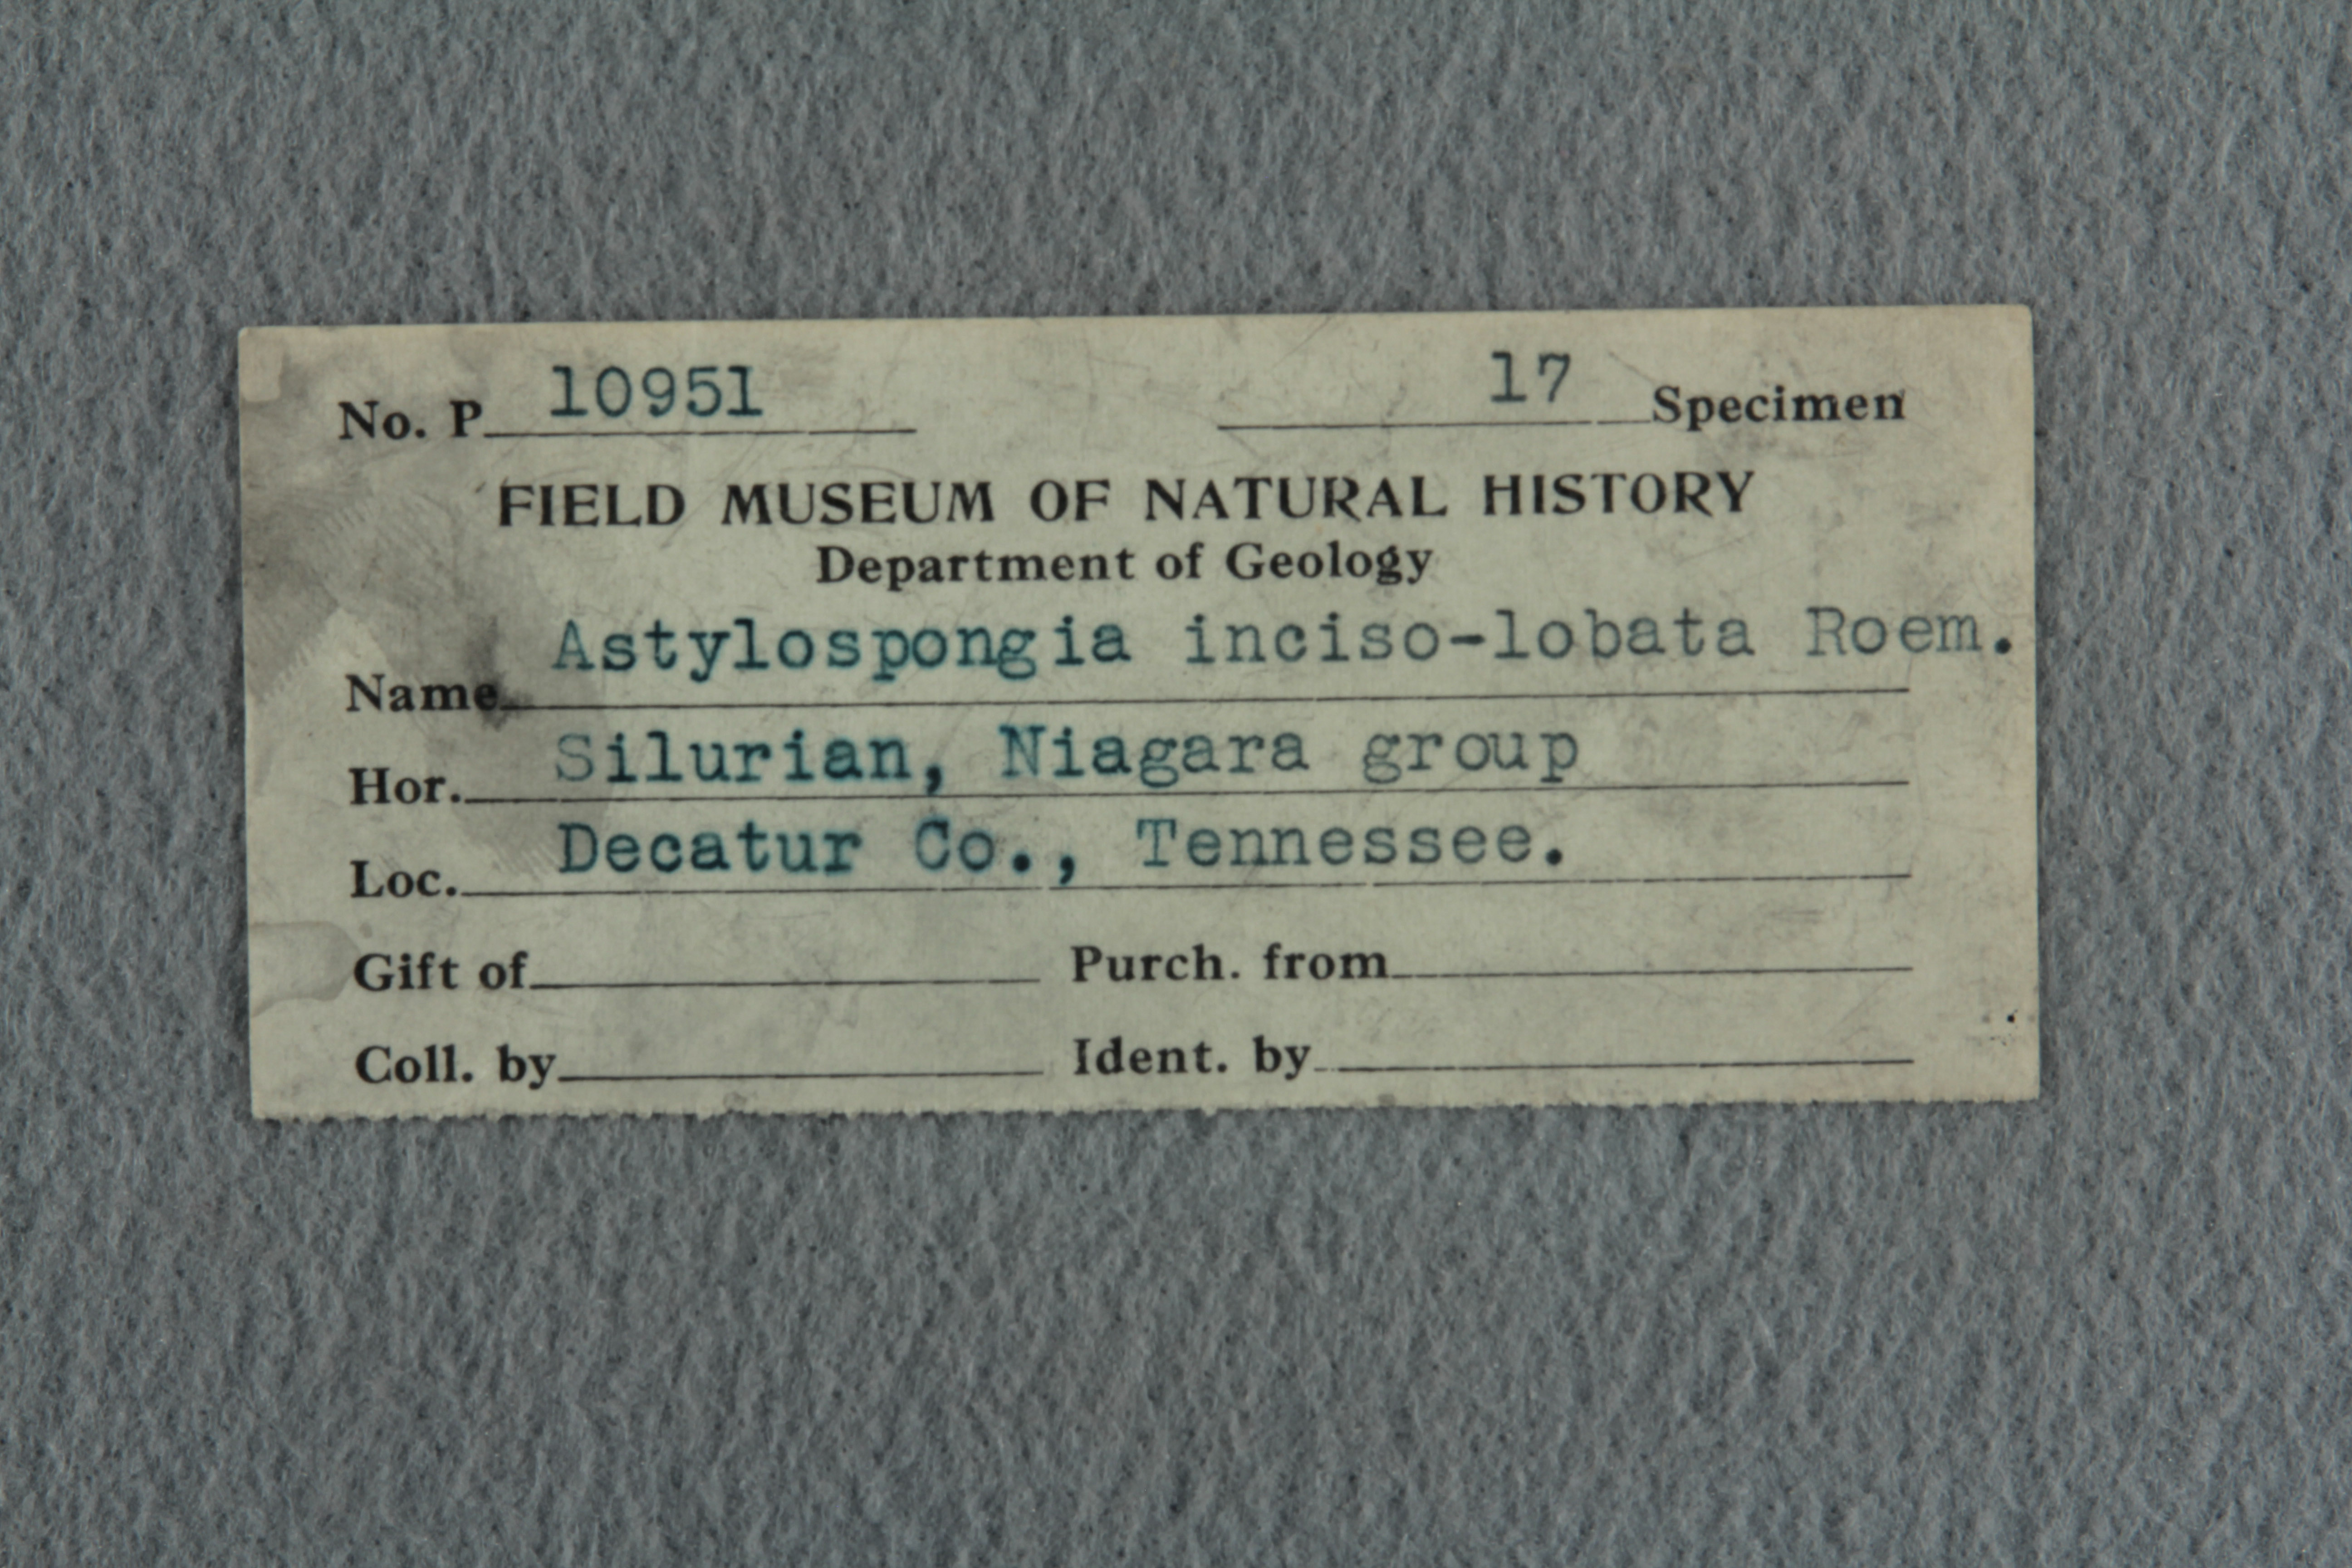 No. P 10951 17 Specimen
FIELD MUSEUM OF NATURAL HISTORY
Department of Geology
Name Astylospongia inciso-lobata Roem.
Hor. Silurian, Niagara group
Loc. Decatur Co., Tennessee.
Gift of Purch. from
Coll. by Ident. by